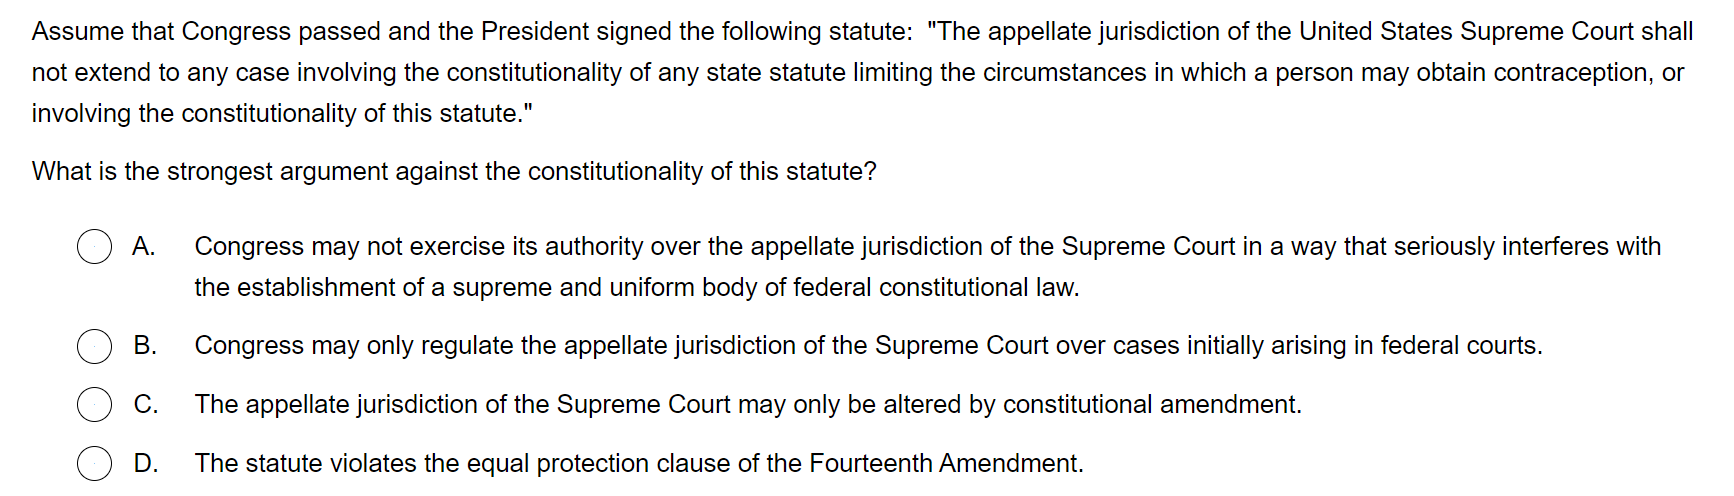 Assume that Congress passed and the President signed the following statute:  "The appellate jurisdiction of the United States Supreme Court shall
not extend to any case involving the constitutionality of any state statute limiting the circumstances in which a person may obtain contraception, or
involving the constitutionality of this statute."
What is the strongest argument against the constitutionality of this statute?
A. Congress may not exercise its authority over the appellate jurisdiction of the Supreme Court in a way that seriously interferes with
the establishment of a supreme and uniform body of federal constitutional law.
B. Congress may only regulate the appellate jurisdiction of the Supreme Court over cases initially arising in federal courts.
C. The appellate jurisdiction of the Supreme Court may only be altered by constitutional amendment.
D. The statute violates the equal protection clause of the Fourteenth Amendment.